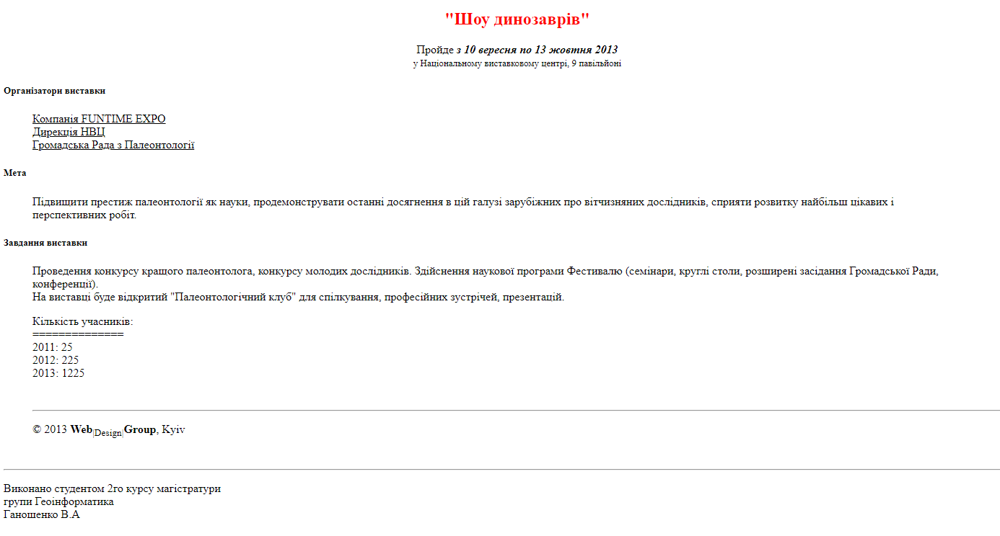 "Шоу динозаврів"
Пройде з 10 вересня по 13 жовтня 2013
у Національному виставковому центрі, 9 павільйоні
Організатори виставки
Компанія FUNTIME EXPO
Дирекція НВЦ
Громадська Рада з Палеонтології
Мета
Підвищити престиж палеонтології як науки, продемонструвати останні досягнення в цій галузі зарубіжних про вітчизняних дослідників, сприяти розвитку найбільш цікавих і
перспективних робіт.
Завдання виставки
Проведення конкурсу кращого палеонтолога, конкурсу молодих дослідників. Здійснення наукової програми Фестивалю (семінари, круглі столи, розширені засідання Громадської Ради,
конференції).
На виставці буде відкритий "Палеонтологічний клуб" для спілкування, професійних зустрічей, презентацій.
Кількість учасників:
==============
2011: 25
2012: 225
2013: 1225
© 2013 Web|Design|Group, Kyiv
Виконано студентом 2го курсу магістратури
групи Геоінформатика
Ганошенко В.А